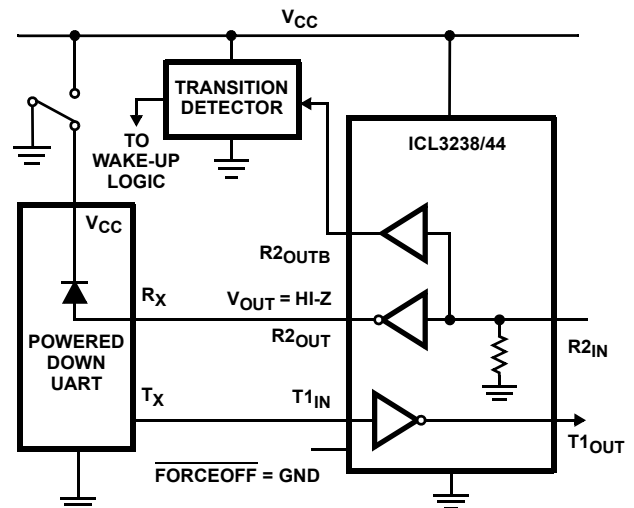 VCC
TRANSITION
DETECTOR
TO
WAKE-UP
LOGIC
ICL3238/44
VCC
R2OUTB
RX
VOUT = HI-Z
R2OUT
R2IN
POWERED
DOWN
UART
TX
T1IN
T1OUT
FORCEOFF = GND